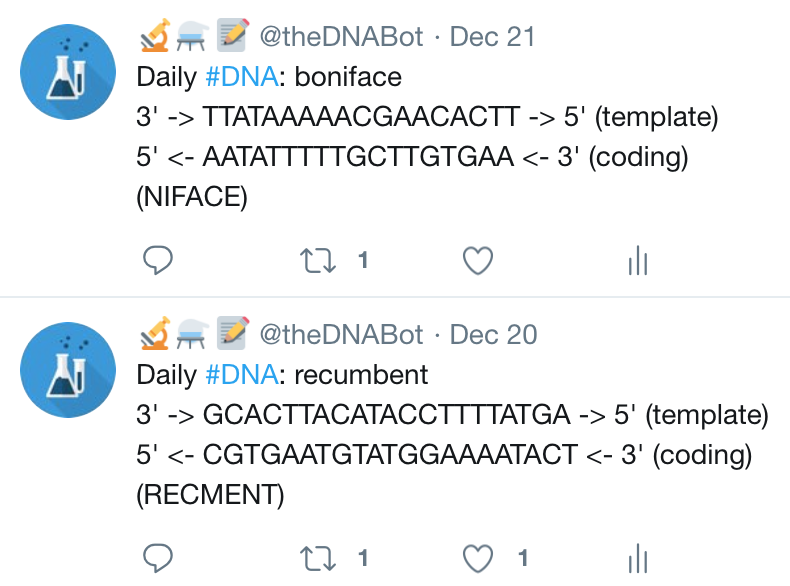 @theDNABot · Dec 21
Daily #DNA: boniface
3' -> TTATAAAAACGAACACTT -> 5' (template)
5' <- AATATTTTTGCTTGTGAA <- 3' (coding)
(NIFACE)
1
@theDNABot · Dec 20
Daily #DNA: recumbent
3' -> GCACTTACATACCTTTTATGA -> 5' (template)
5' <- CGTGAATGTATGGAAAATACT <- 3' (coding)
(RECMENT)
1 1